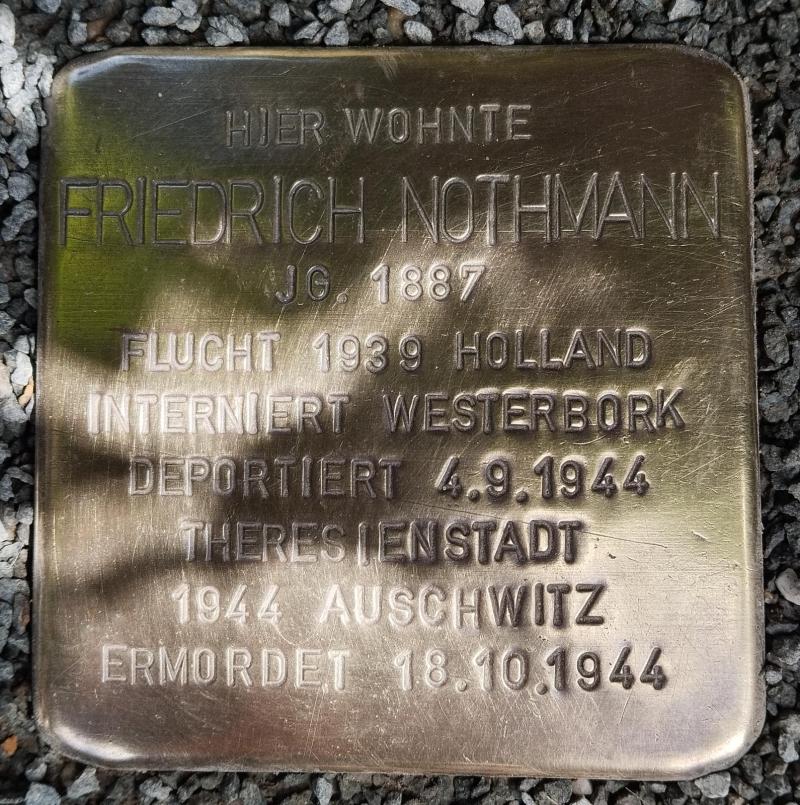 HIER WOHNTE
FRIEDRICH NOTHMANN
JG. 1887
FLUCHT 1939 HOLLAND
INTERNIERT WESTERBORK
DEPORTIERT 4.9.1944
THERESIENSTADT
1944 AUSCHWITZ
ERMORDET 18.10.1944